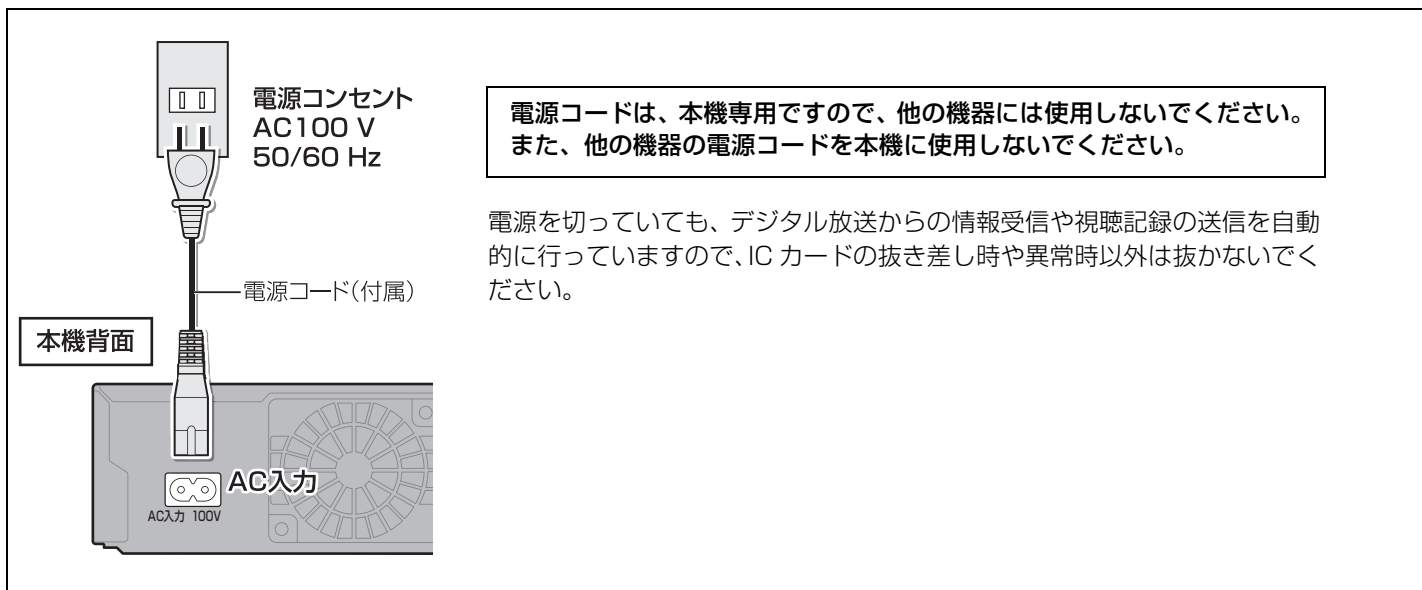 電源コンセント
AC100 V
50/60 Hz
電源コード(付属)
本機背面
AC入力
AC入力 100V
電源コードは、本機専用ですので、他の機器には使用しないでください。
また、他の機器の電源コードを本機に使用しないでください。
電源を切っていても、デジタル放送からの情報受信や視聴記録の送信を自動
的に行っていますので、IC カードの抜き差し時や異常時以外は抜かないでく
ださい。